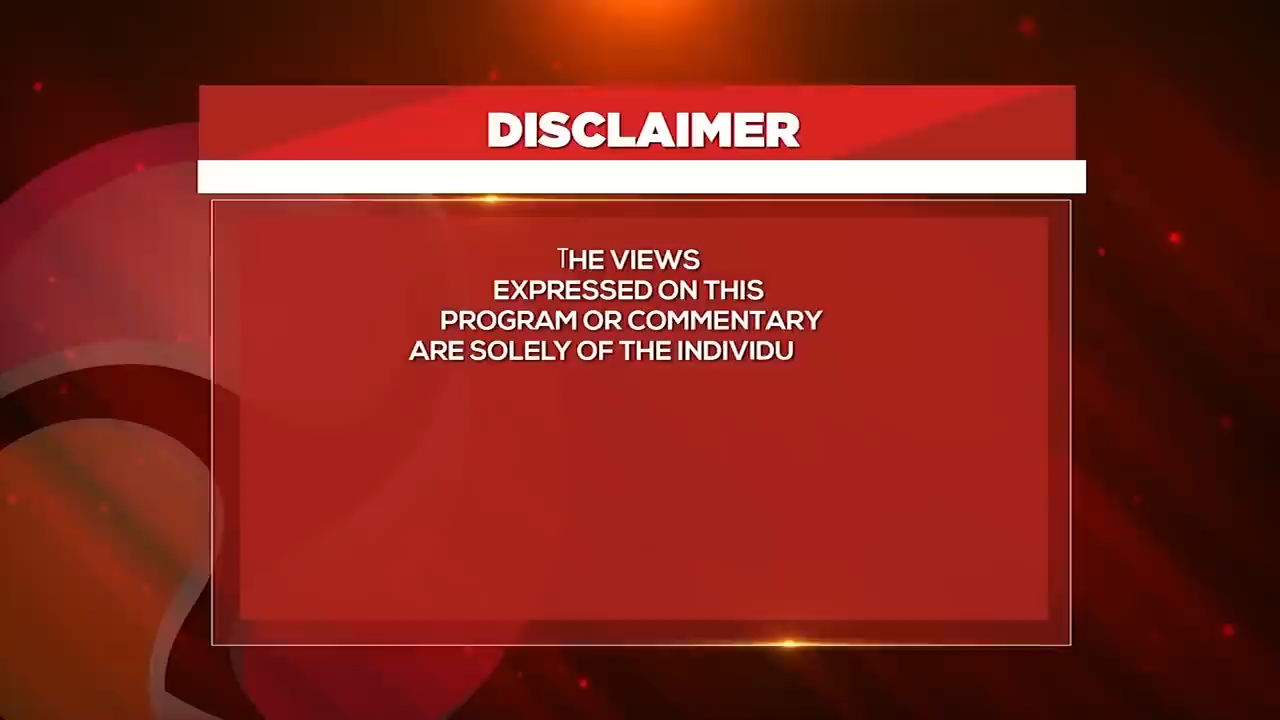 DISCLAIMER
THE VIEWS
EXPRESSED ON THIS
PROGRAM OR COMMENTARY
ARE SOLELY OF THE INDIVIDU